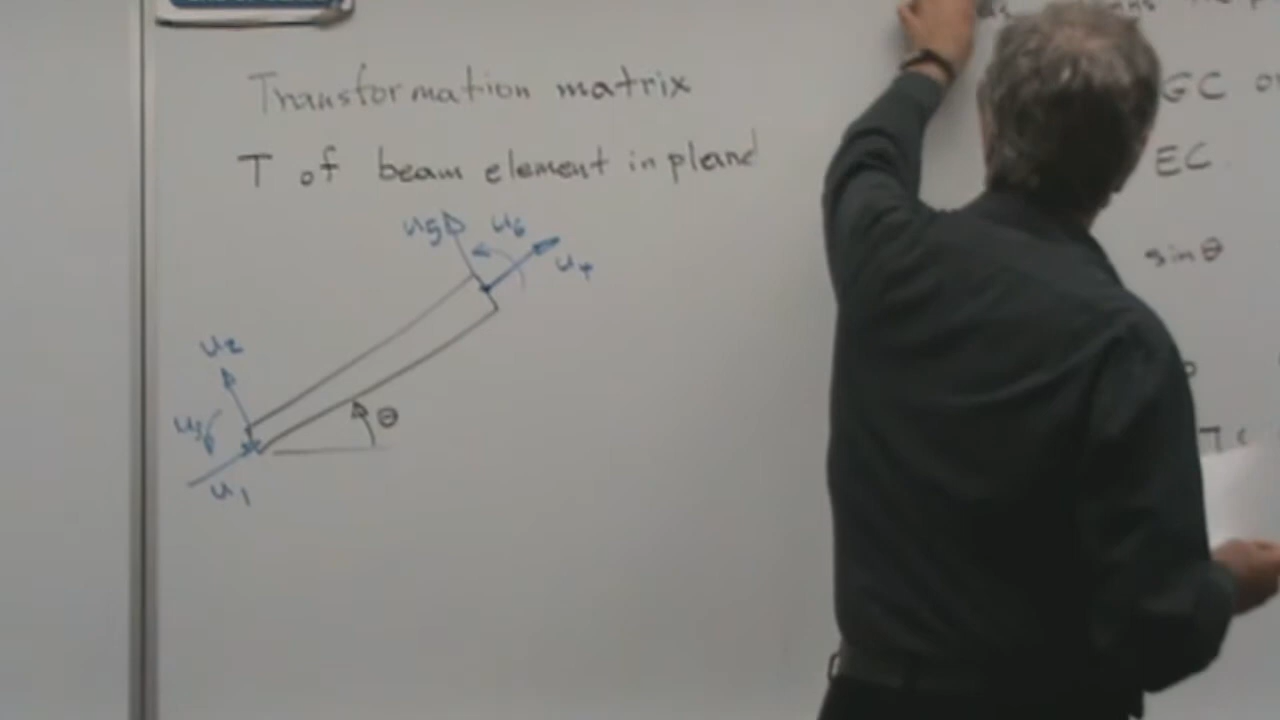 Transformation matrix
T of beam element in plane
u5 u6
u4
u2
u3
θ
u1
GC
EC
sinθ